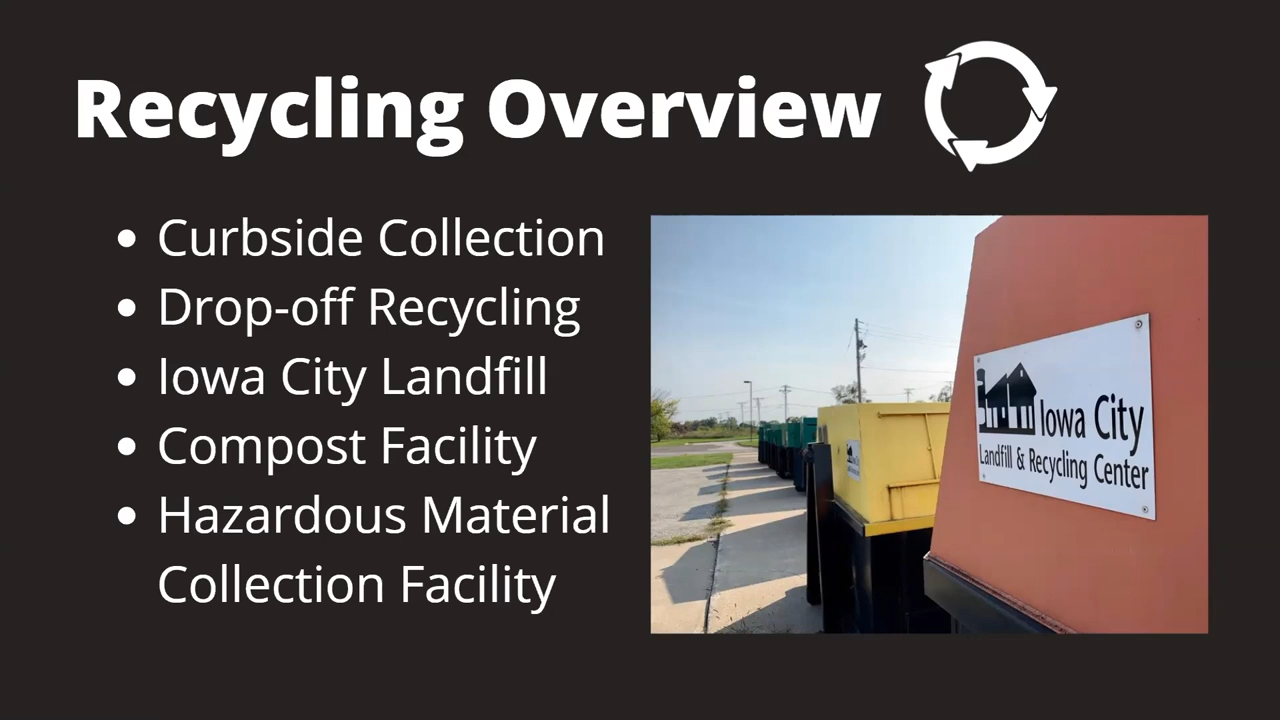 Recycling Overview
• Curbside Collection
• Drop-off Recycling
• Iowa City Landfill
• Compost Facility
• Hazardous Material
Collection Facility
Iowa City
Landfill & Recycling Center